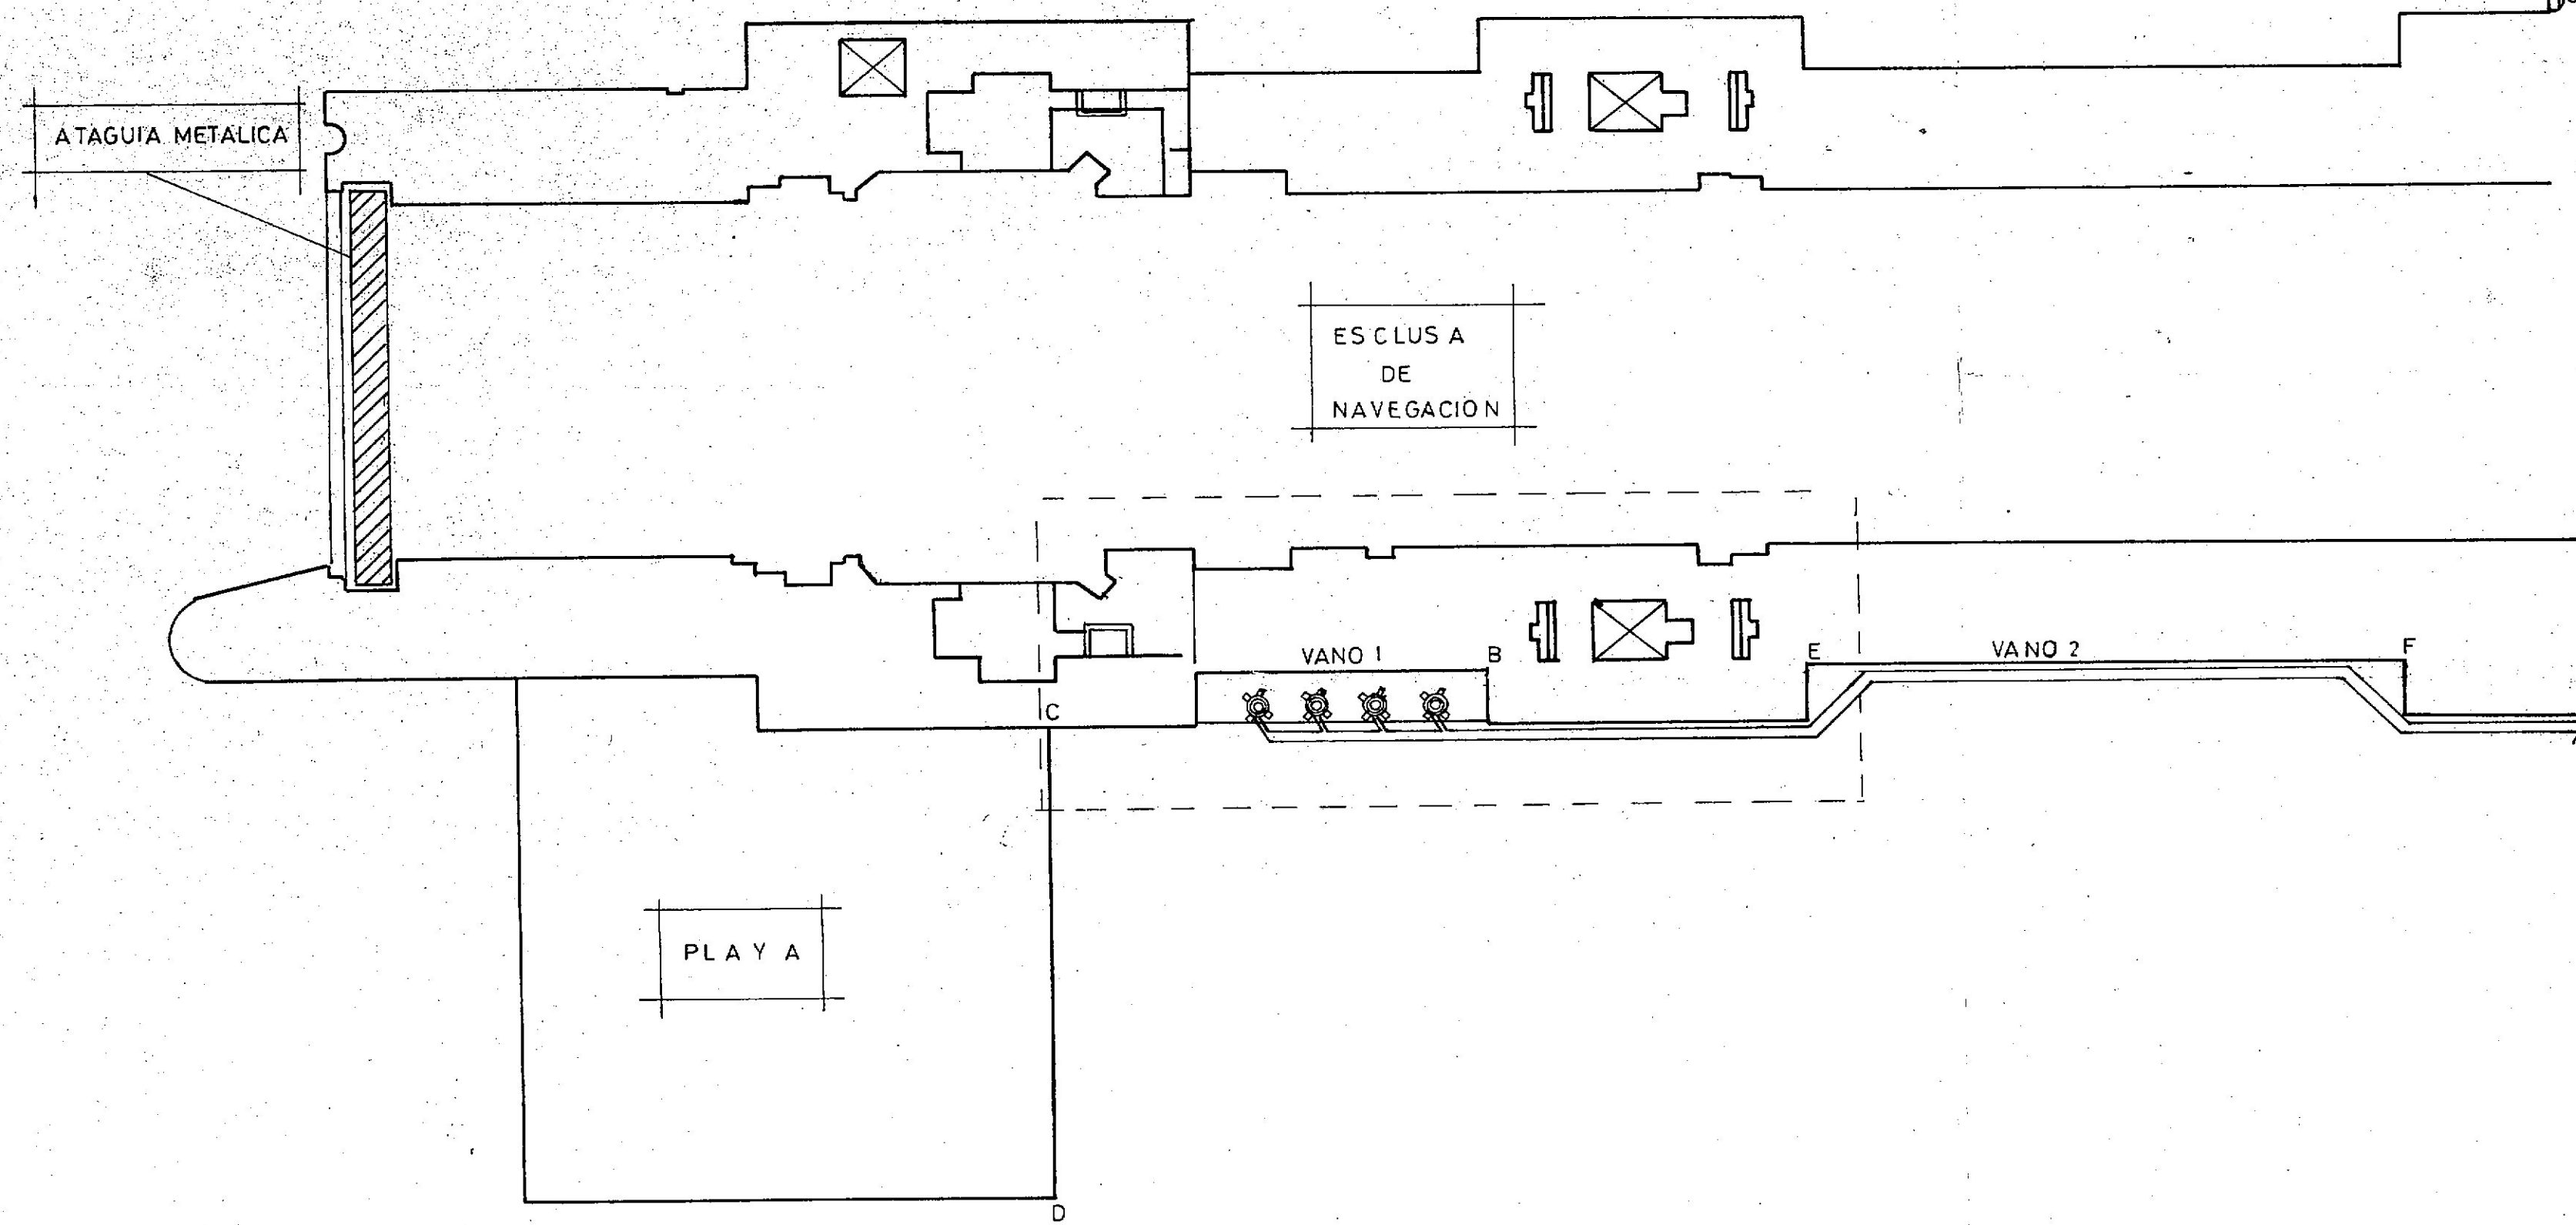 ATAGUIA METALICA
ESCLUSA
DE
NAVEGACION
VANO 1
B
E
VANO 2
F
C
PLAYA
D